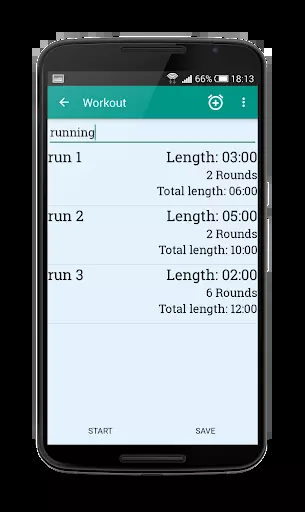 66% 18:13
Workout
running
run 1 Length: 03:00
2 Rounds
Total length: 06:00
run 2 Length: 05:00
2 Rounds
Total length: 10:00
run 3 Length: 02:00
6 Rounds
Total length: 12:00
START SAVE